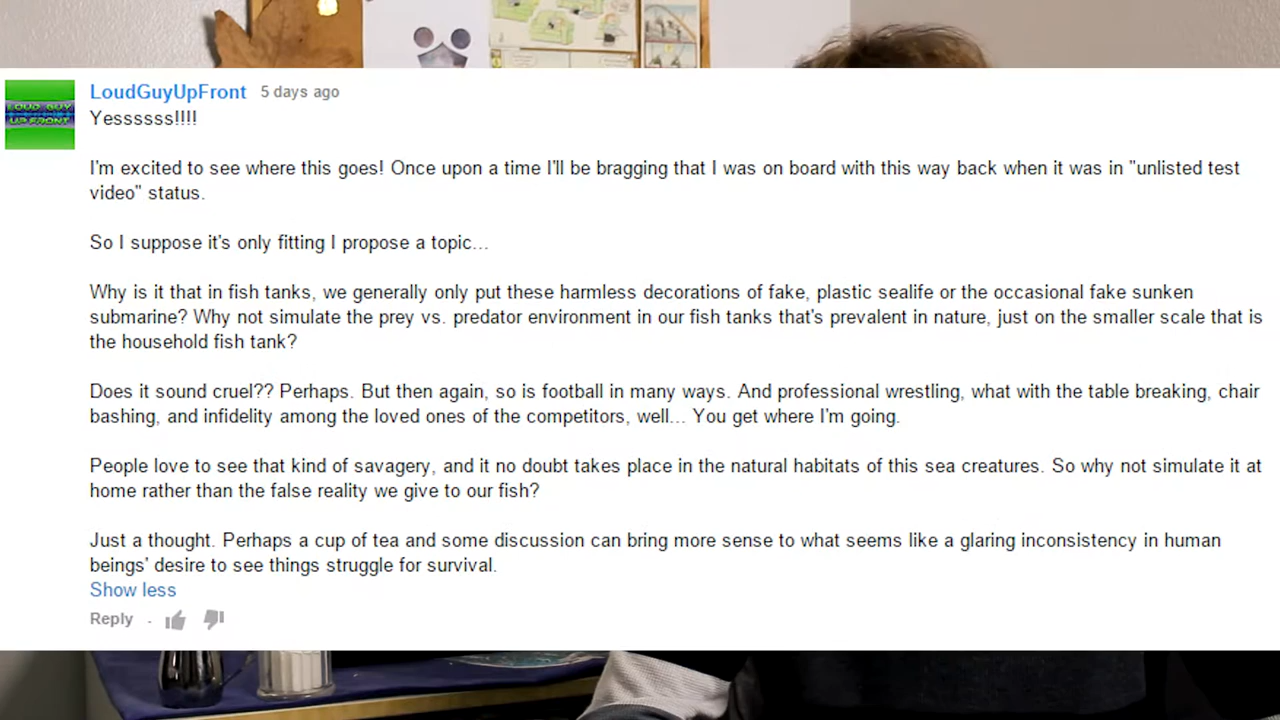 LOUD GUY
UP FRONT
LoudGuyUpFront 5 days ago
Yessssss!!!!
I'm excited to see where this goes! Once upon a time I'll be bragging that I was on board with this way back when it was in "unlisted test
video" status.
So I suppose it's only fitting I propose a topic...
Why is it that in fish tanks, we generally only put these harmless decorations of fake, plastic sealife or the occasional fake sunken
submarine? Why not simulate the prey vs. predator environment in our fish tanks that's prevalent in nature, just on the smaller scale that is
the household fish tank?
Does it sound cruel?? Perhaps. But then again, so is football in many ways. And professional wrestling, what with the table breaking, chair
bashing, and infidelity among the loved ones of the competitors, well... You get where I'm going.
People love to see that kind of savagery, and it no doubt takes place in the natural habitats of this sea creatures. So why not simulate it at
home rather than the false reality we give to our fish?
Just a thought. Perhaps a cup of tea and some discussion can bring more sense to what seems like a glaring inconsistency in human
beings' desire to see things struggle for survival.
Show less
Reply